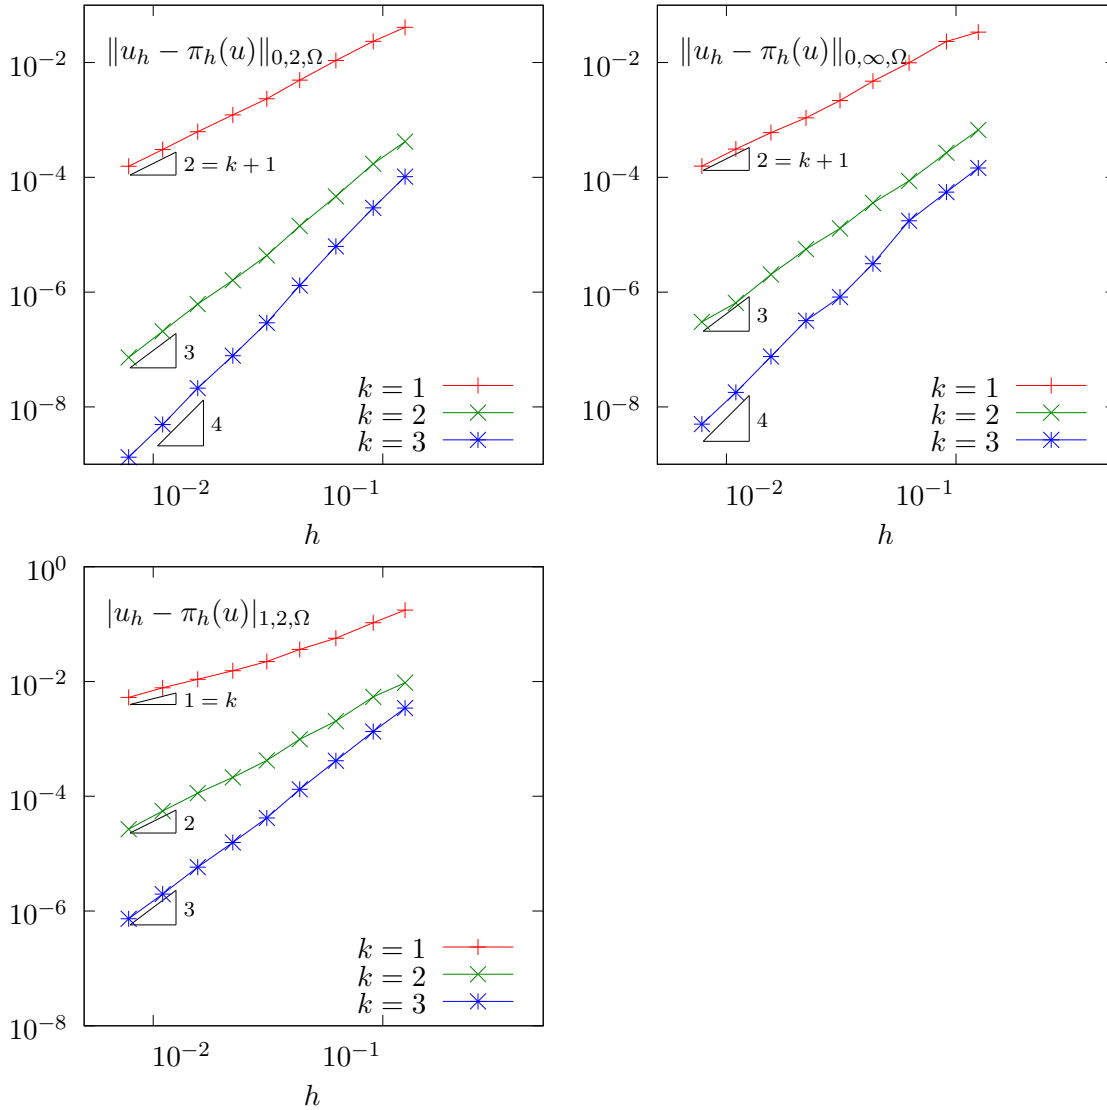 ‖u_h − π_h(u)‖_{0,2,Ω}
10^{−2}
10^{−4}
10^{−6}
10^{−8}
2 = k + 1
3
4
k = 1
k = 2
k = 3
10^{−2} 10^{−1}
h
‖u_h − π_h(u)‖_{0,∞,Ω}
10^{−2}
10^{−4}
10^{−6}
10^{−8}
2 = k + 1
3
4
k = 1
k = 2
k = 3
10^{−2} 10^{−1}
h
10^{0}
|u_h − π_h(u)|_{1,2,Ω}
10^{−2}
10^{−4}
10^{−6}
10^{−8}
1 = k
2
3
k = 1
k = 2
k = 3
10^{−2} 10^{−1}
h